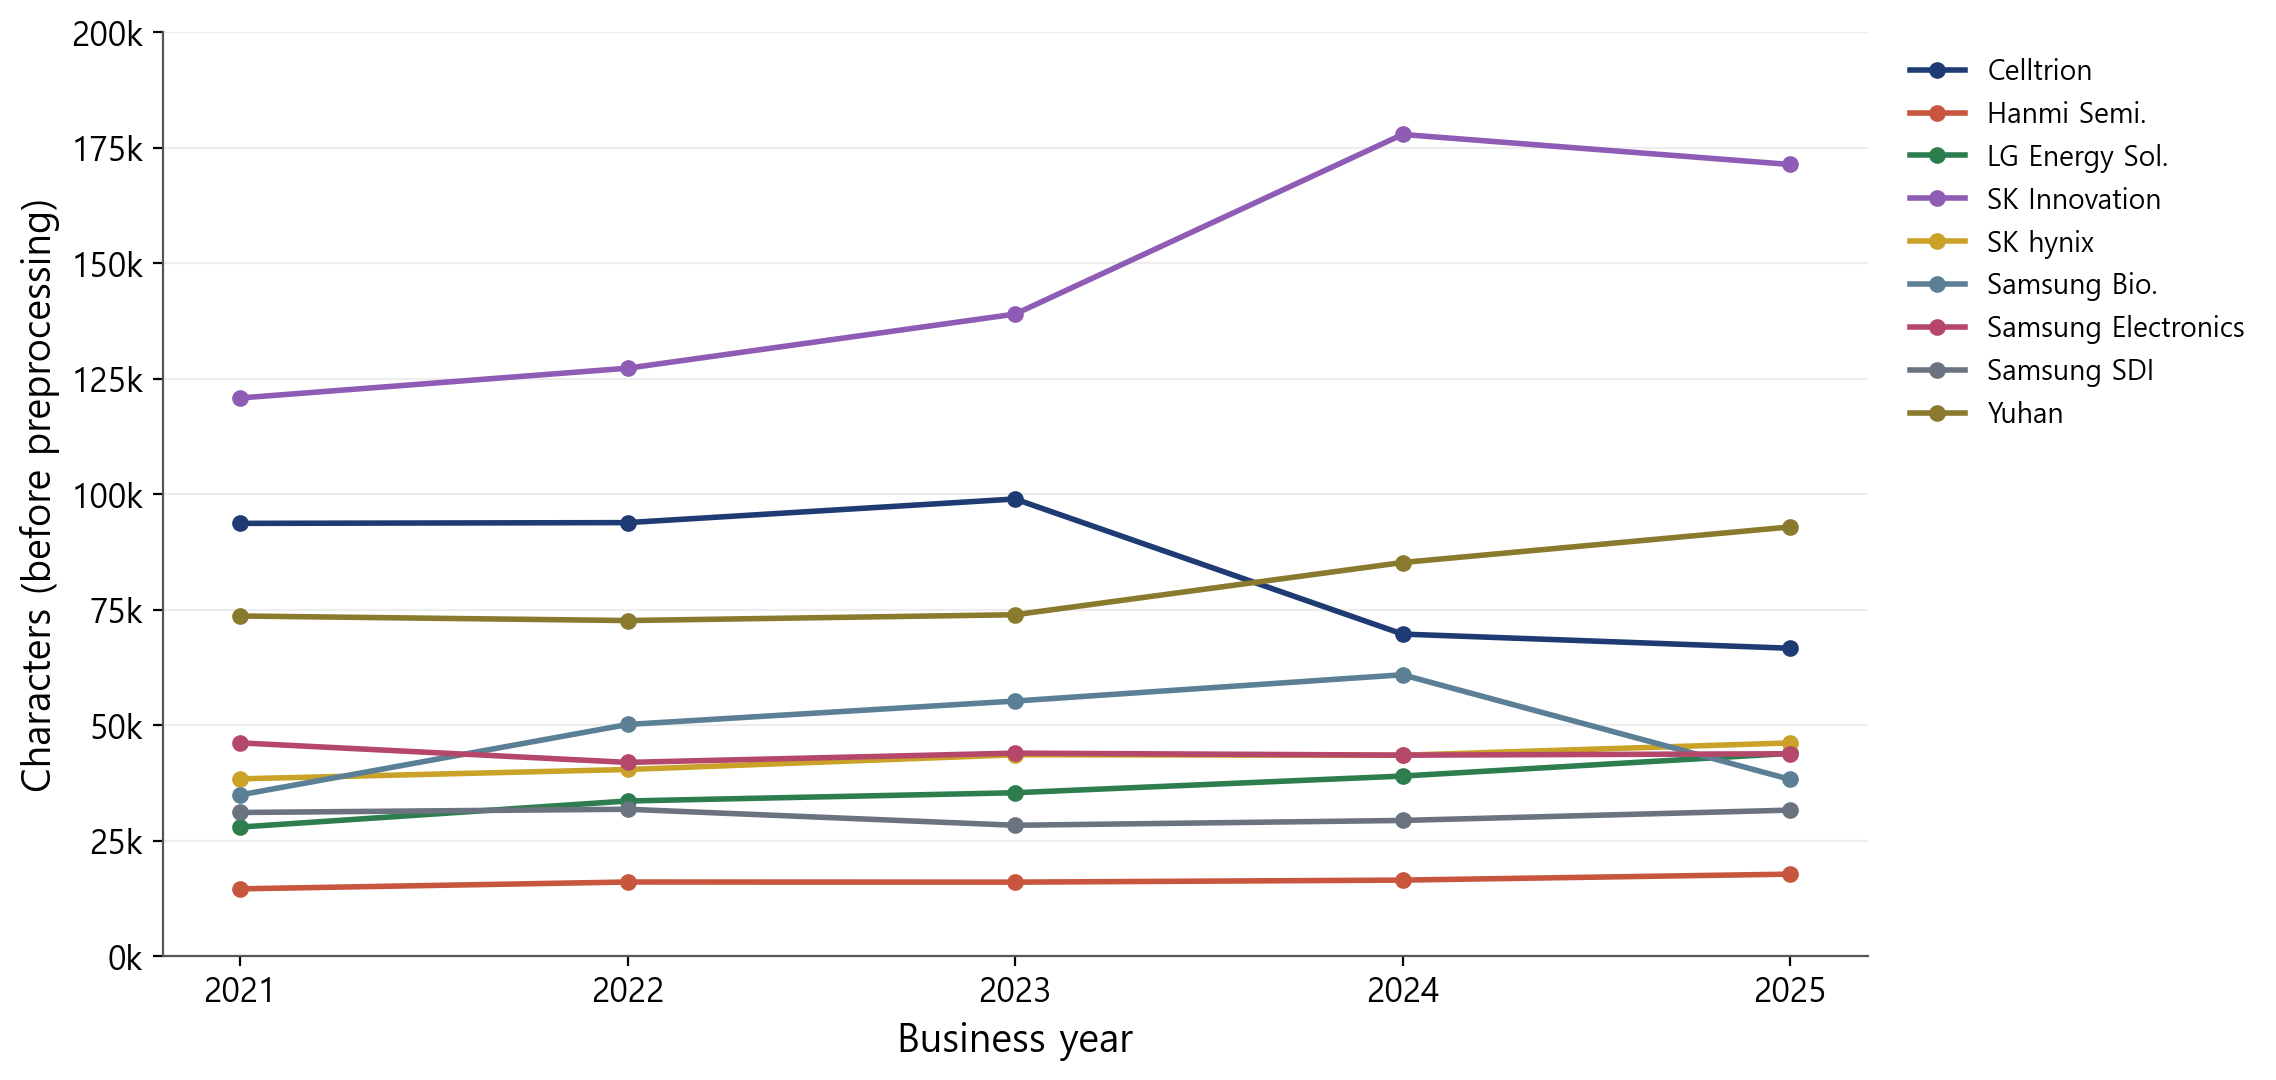 200k
175k
150k
125k
100k
75k
50k
25k
0k
Characters (before preprocessing)
2021 2022 2023 2024 2025
Business year
Celltrion
Hanmi Semi.
LG Energy Sol.
SK Innovation
SK hynix
Samsung Bio.
Samsung Electronics
Samsung SDI
Yuhan